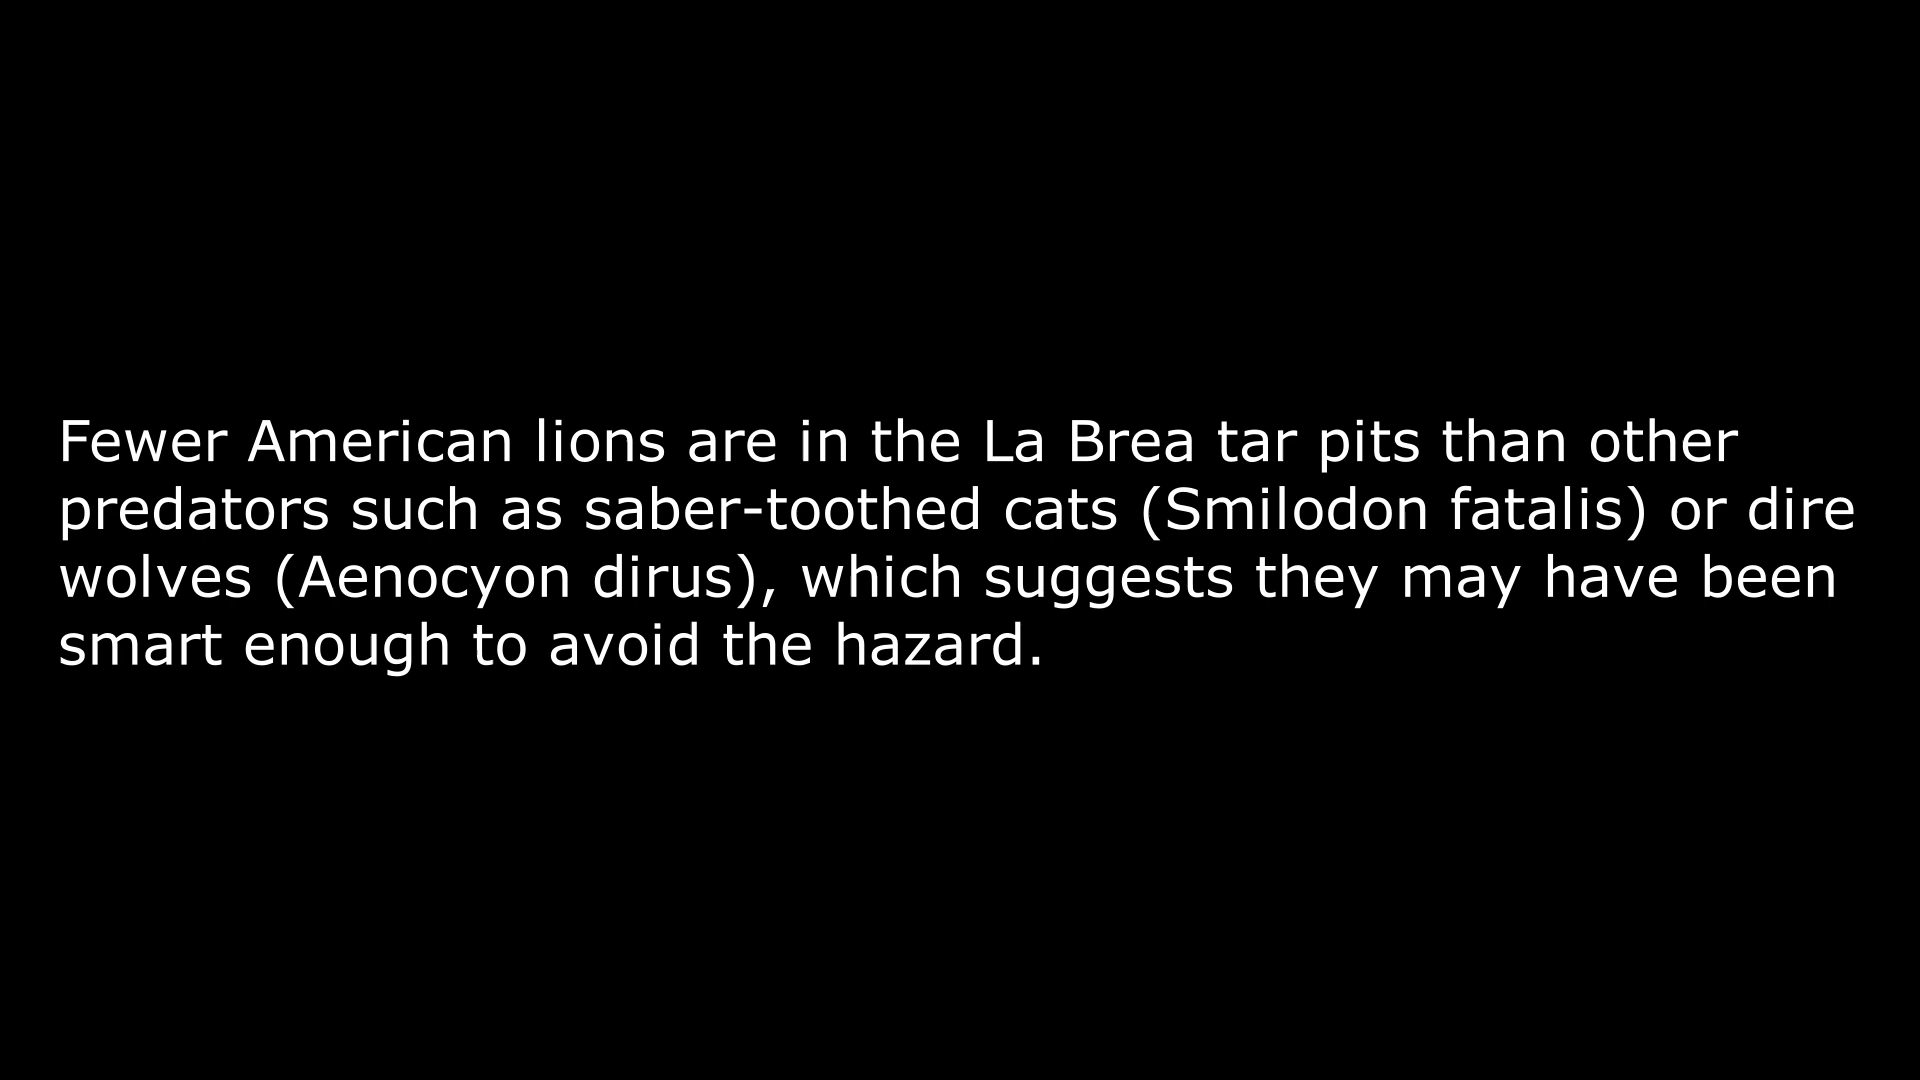 Fewer American lions are in the La Brea tar pits than other
predators such as saber-toothed cats (Smilodon fatalis) or dire
wolves (Aenocyon dirus), which suggests they may have been
smart enough to avoid the hazard.